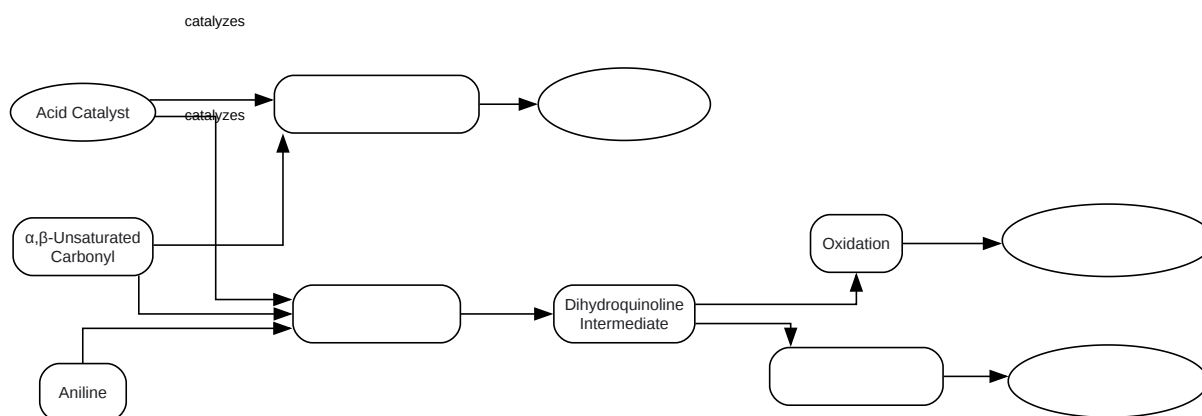 catalyzes
Acid Catalyst
catalyzes
α,β-Unsaturated
Carbonyl
Oxidation
Dihydroquinoline
Intermediate
Aniline